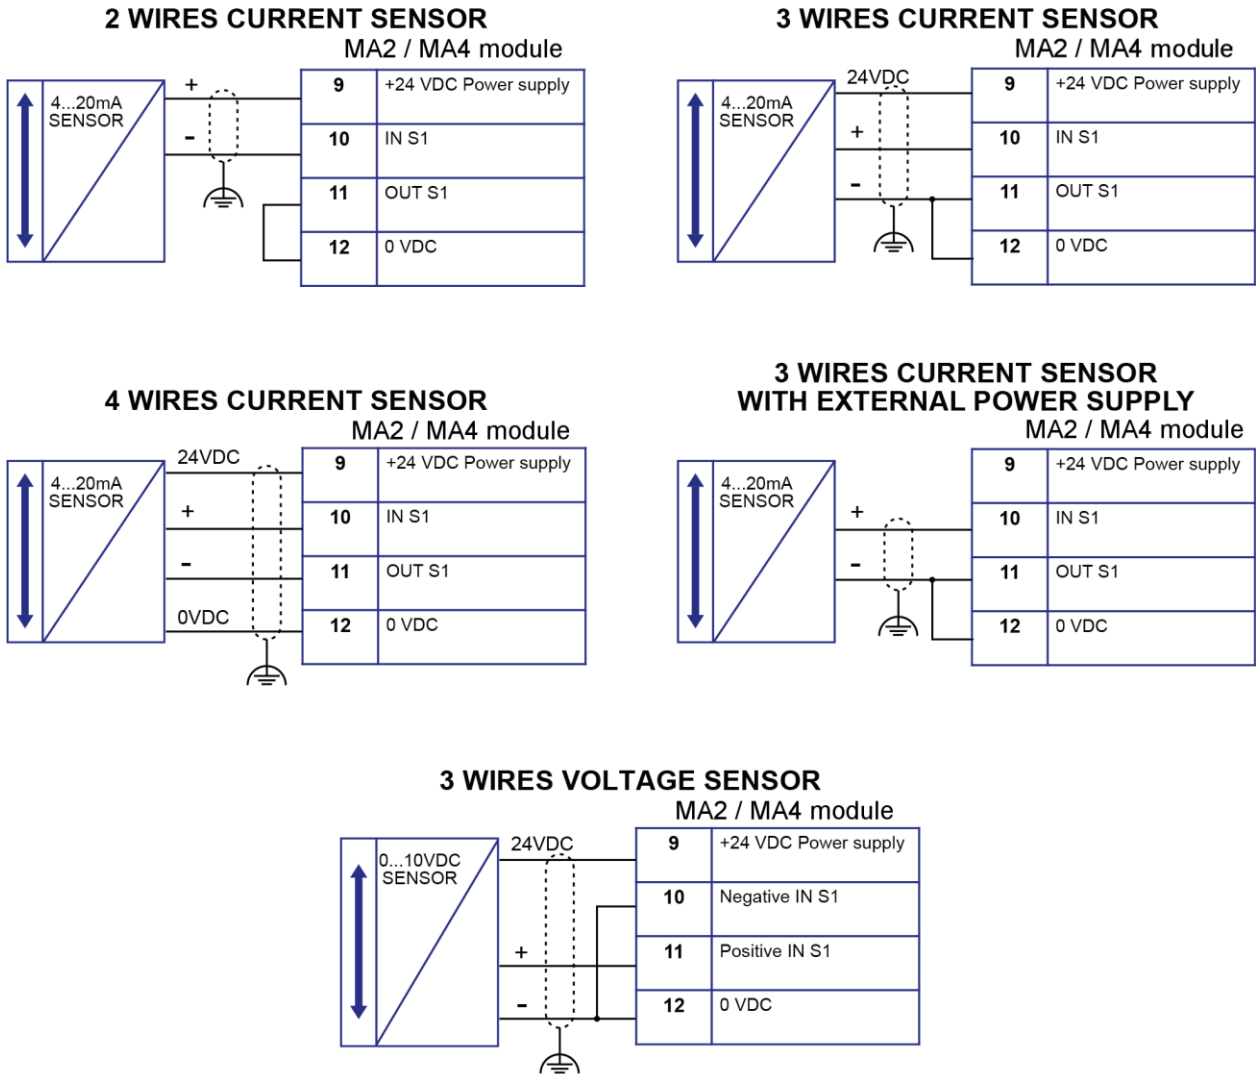 2 WIRES CURRENT SENSOR
MA2 / MA4 module
4...20mA
SENSOR
+
-
9 +24 VDC Power supply
10 IN S1
11 OUT S1
12 0 VDC
3 WIRES CURRENT SENSOR
MA2 / MA4 module
4...20mA
SENSOR
24VDC
+
-
9 +24 VDC Power supply
10 IN S1
11 OUT S1
12 0 VDC
4 WIRES CURRENT SENSOR
MA2 / MA4 module
4...20mA
SENSOR
24VDC
+
-
0VDC
9 +24 VDC Power supply
10 IN S1
11 OUT S1
12 0 VDC
3 WIRES CURRENT SENSOR
WITH EXTERNAL POWER SUPPLY
MA2 / MA4 module
4...20mA
SENSOR
+
-
9 +24 VDC Power supply
10 IN S1
11 OUT S1
12 0 VDC
3 WIRES VOLTAGE SENSOR
MA2 / MA4 module
0...10VDC
SENSOR
24VDC
+
-
9 +24 VDC Power supply
10 Negative IN S1
11 Positive IN S1
12 0 VDC